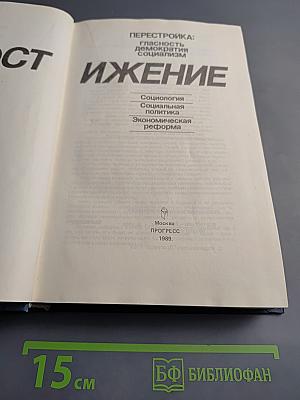 ПЕРЕСТРОЙКА:
гласность
демократия
социализм
ОСТ
ИЖЕНИЕ
Социология
Социальная
политика
Экономическая
реформа
Москва
ПРОГРЕСС
1989
15 см
БФ БИБЛИОФАН